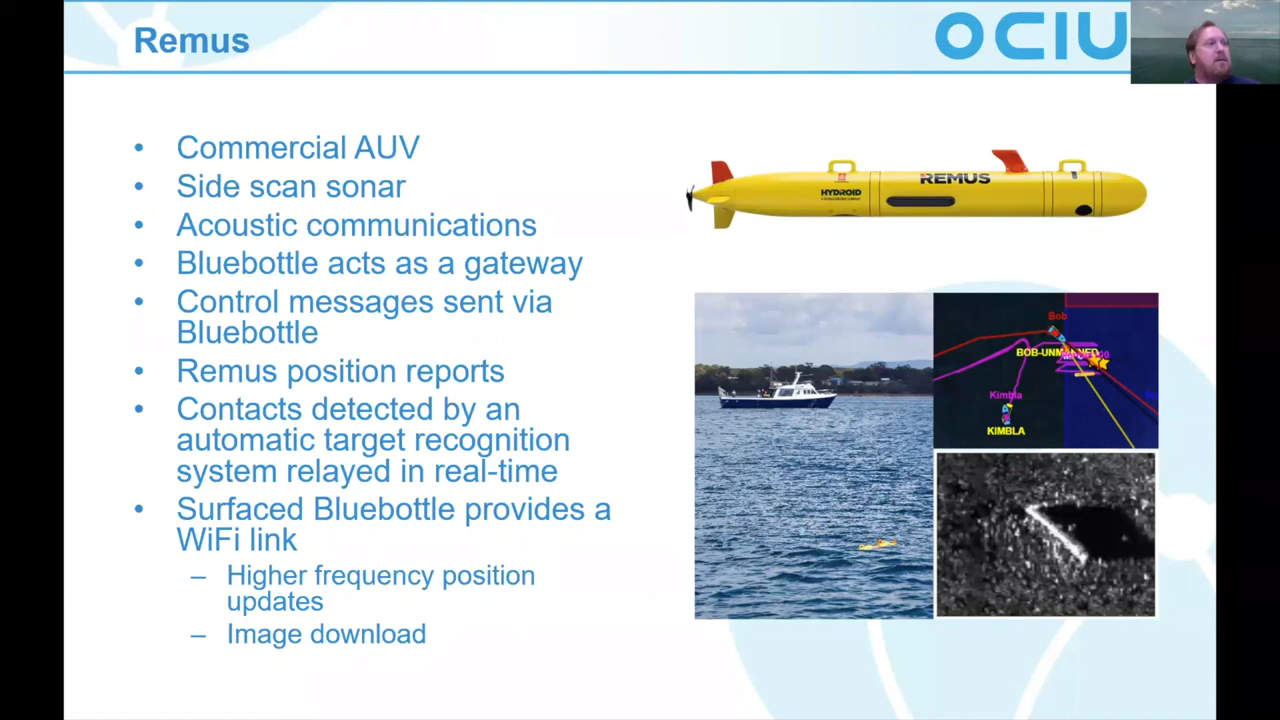 Remus
OCIU
• Commercial AUV
• Side scan sonar
• Acoustic communications
• Bluebottle acts as a gateway
• Control messages sent via
Bluebottle
• Remus position reports
• Contacts detected by an
automatic target recognition
system relayed in real-time
• Surfaced Bluebottle provides a
WiFi link
– Higher frequency position
updates
– Image download
HYDROID
REMUS
Bob
Kimbla
KIMBLA